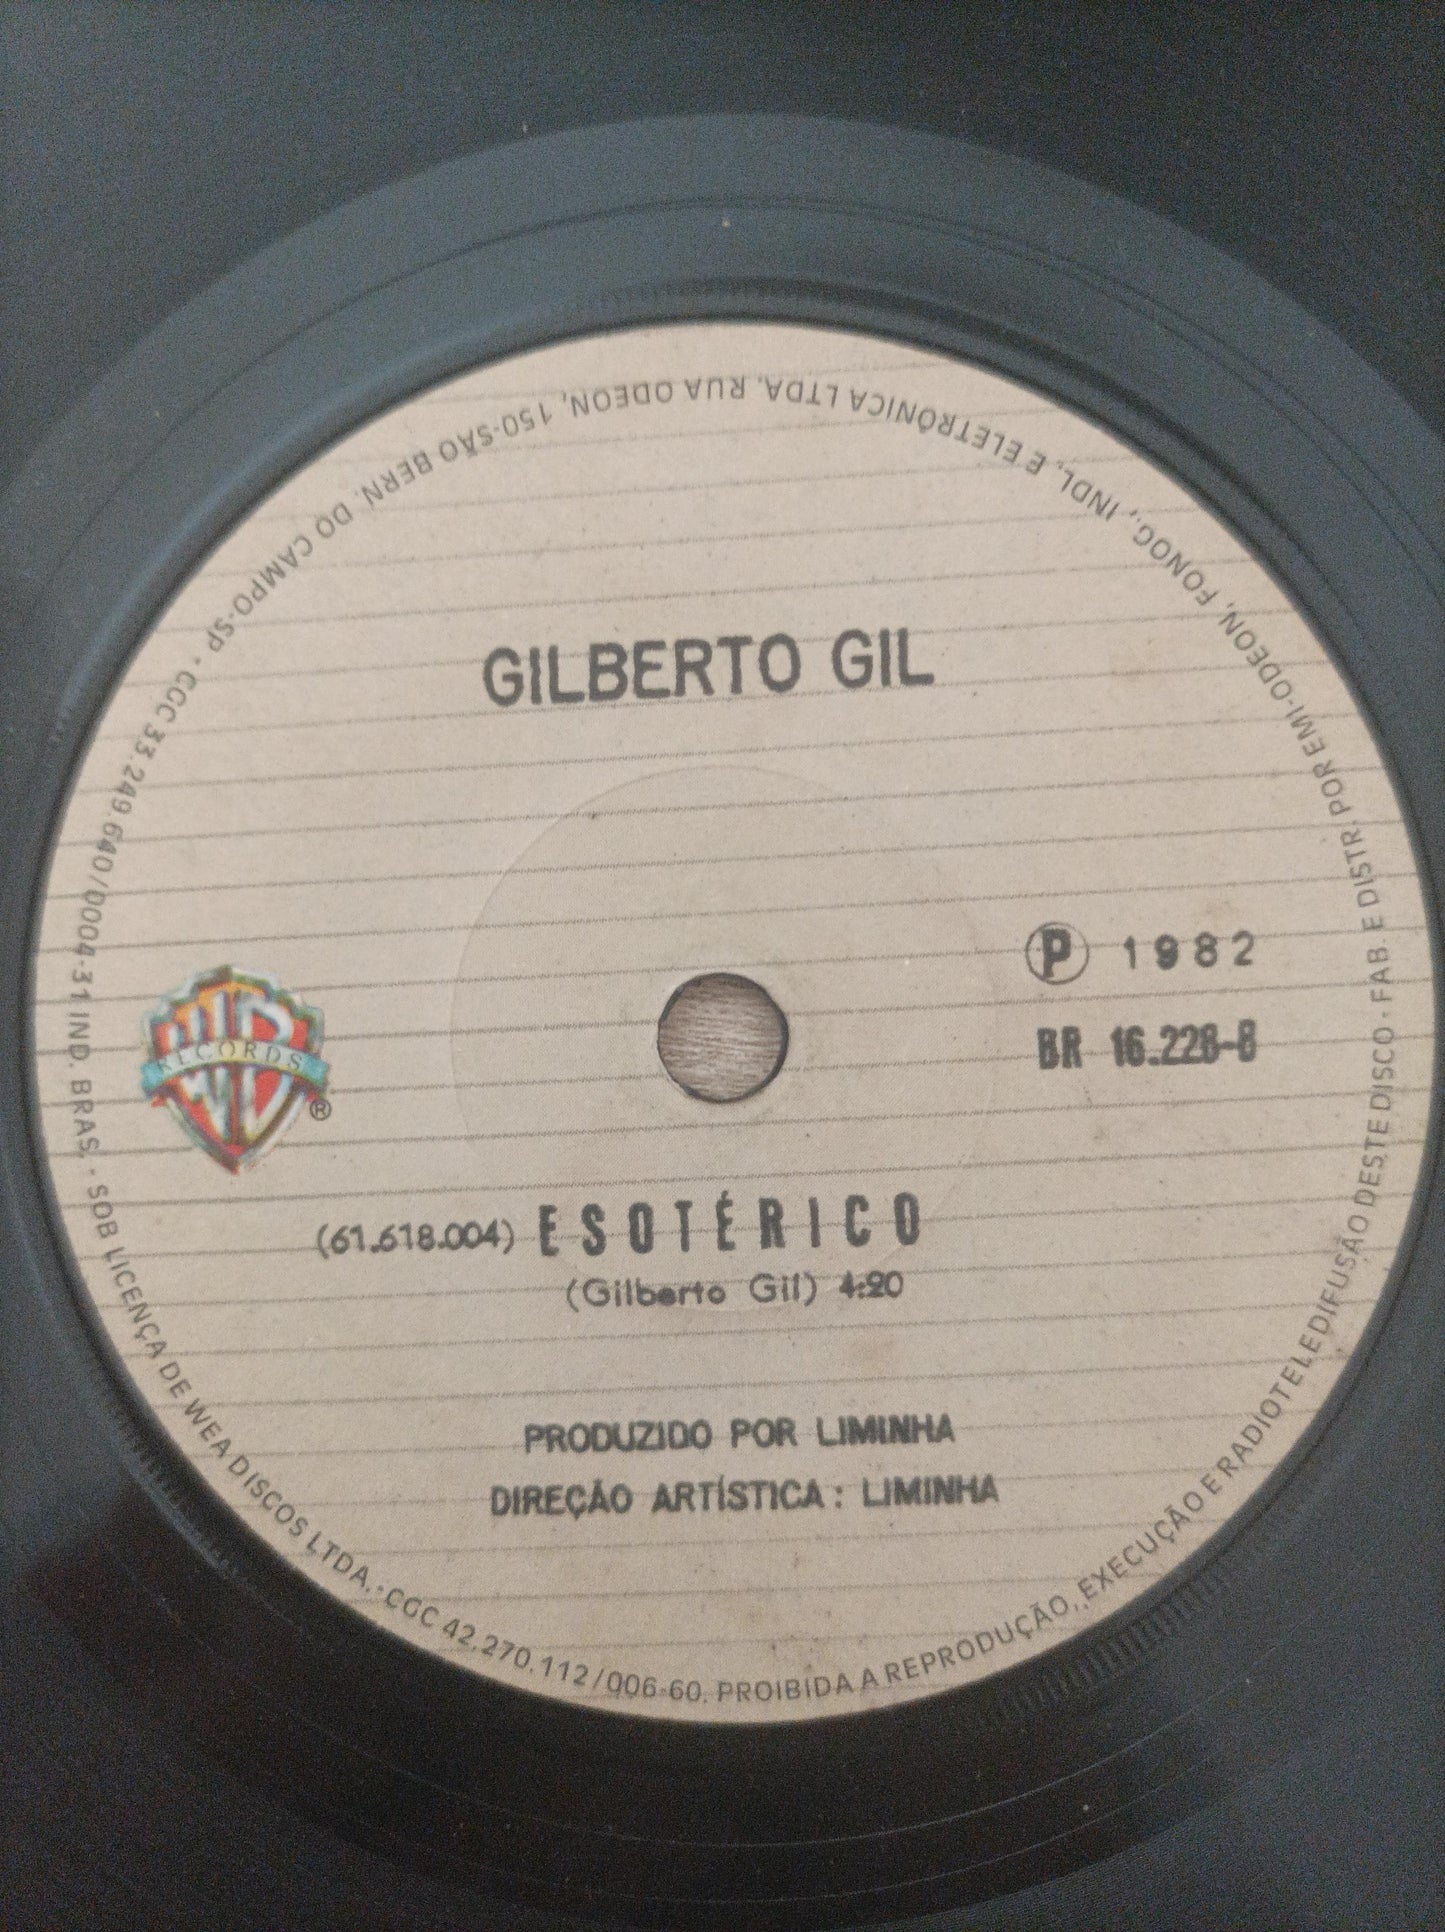 GILBERTO GIL
Ⓟ 1982
BR 16.228-B
WB
RECORDS
®
(61.618.004) ESOTÉRICO
(Gilberto Gil) 4:20
PRODUZIDO POR LIMINHA
DIREÇÃO ARTÍSTICA: LIMINHA
FAB. E DISTR. POR EMI-ODEON, FONOG., INDL. E ELETRÔNICA LTDA. RUA ODEON, 150-SÃO BERN. DO CAMPO-SP • CGC 33.249.640/0004-31 IND. BRAS. • SOB LICENÇA DE WEA DISCOS LTDA. • CGC 42.270.112/006-60. PROIBIDA A REPRODUÇÃO, EXECUÇÃO E RADIOTELEDIFUSÃO DESTE DISCO •